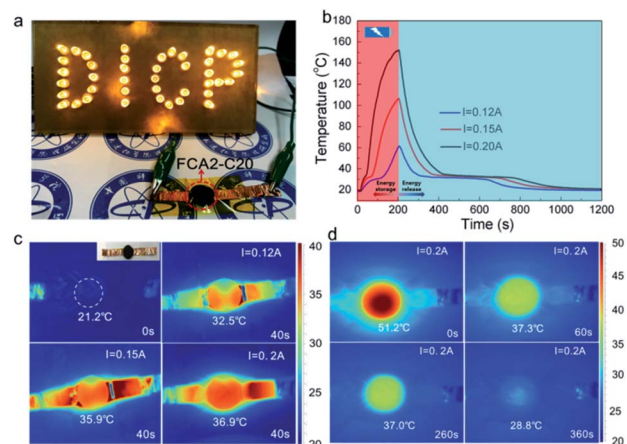 a
DICP
FCA2-C20
b
Temperature (°C)
180
160
140
120
100
80
60
40
20
I=0.12A
I=0.15A
I=0.20A
Energy
storage
Energy
release
0 200 400 600 800 1000 1200
Time (s)
c
21.2℃
0s
I=0.12A
32.5℃
40s
I=0.15A
35.9℃
40s
I=0.2A
36.9℃
40s
40
35
30
25
20
d
I=0.2A
51.2℃
0s
I=0.2A
37.3℃
60s
I=0.2A
37.0℃
260s
I=0.2A
28.8℃
360s
50
45
40
35
30
25
20